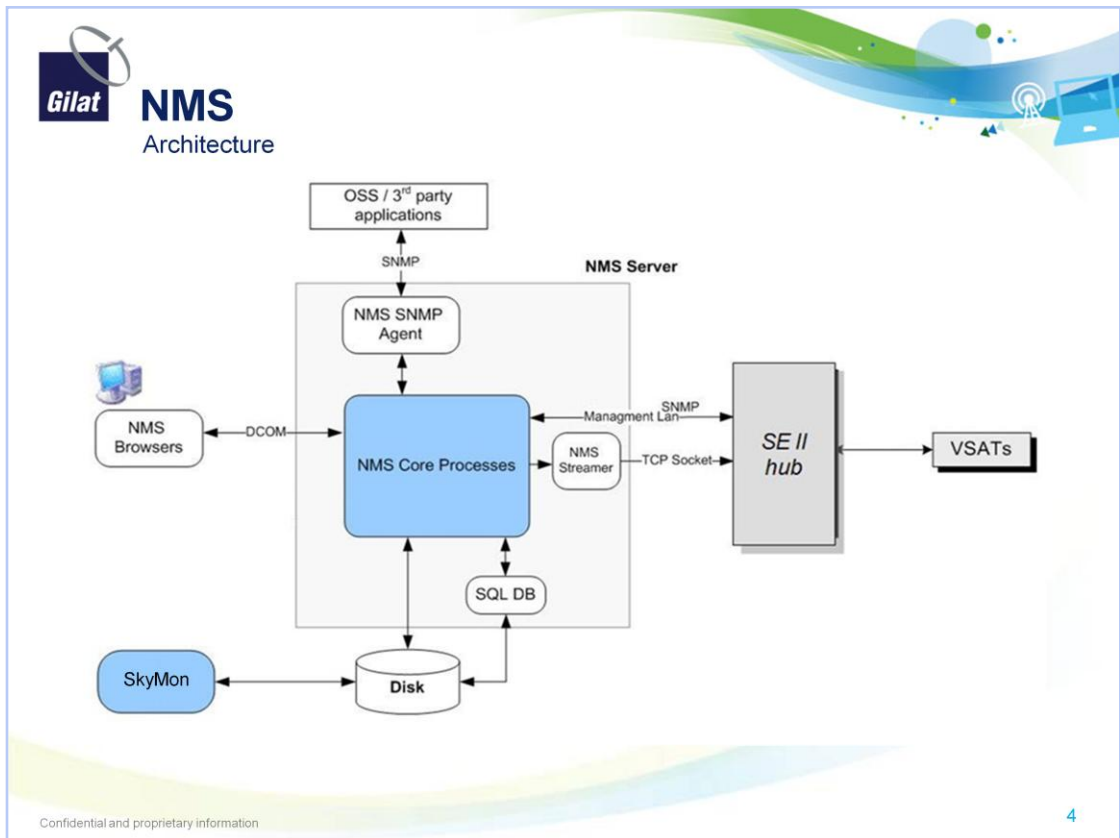 Gilat
NMS
Architecture
OSS / 3rd party
applications
SNMP
NMS Server
NMS SNMP
Agent
NMS
Browsers
DCOM
NMS Core Processes
SNMP
Managment Lan
NMS
Streamer
TCP Socket
SE II
hub
VSATs
SQL DB
SkyMon
Disk
Confidential and proprietary information
4